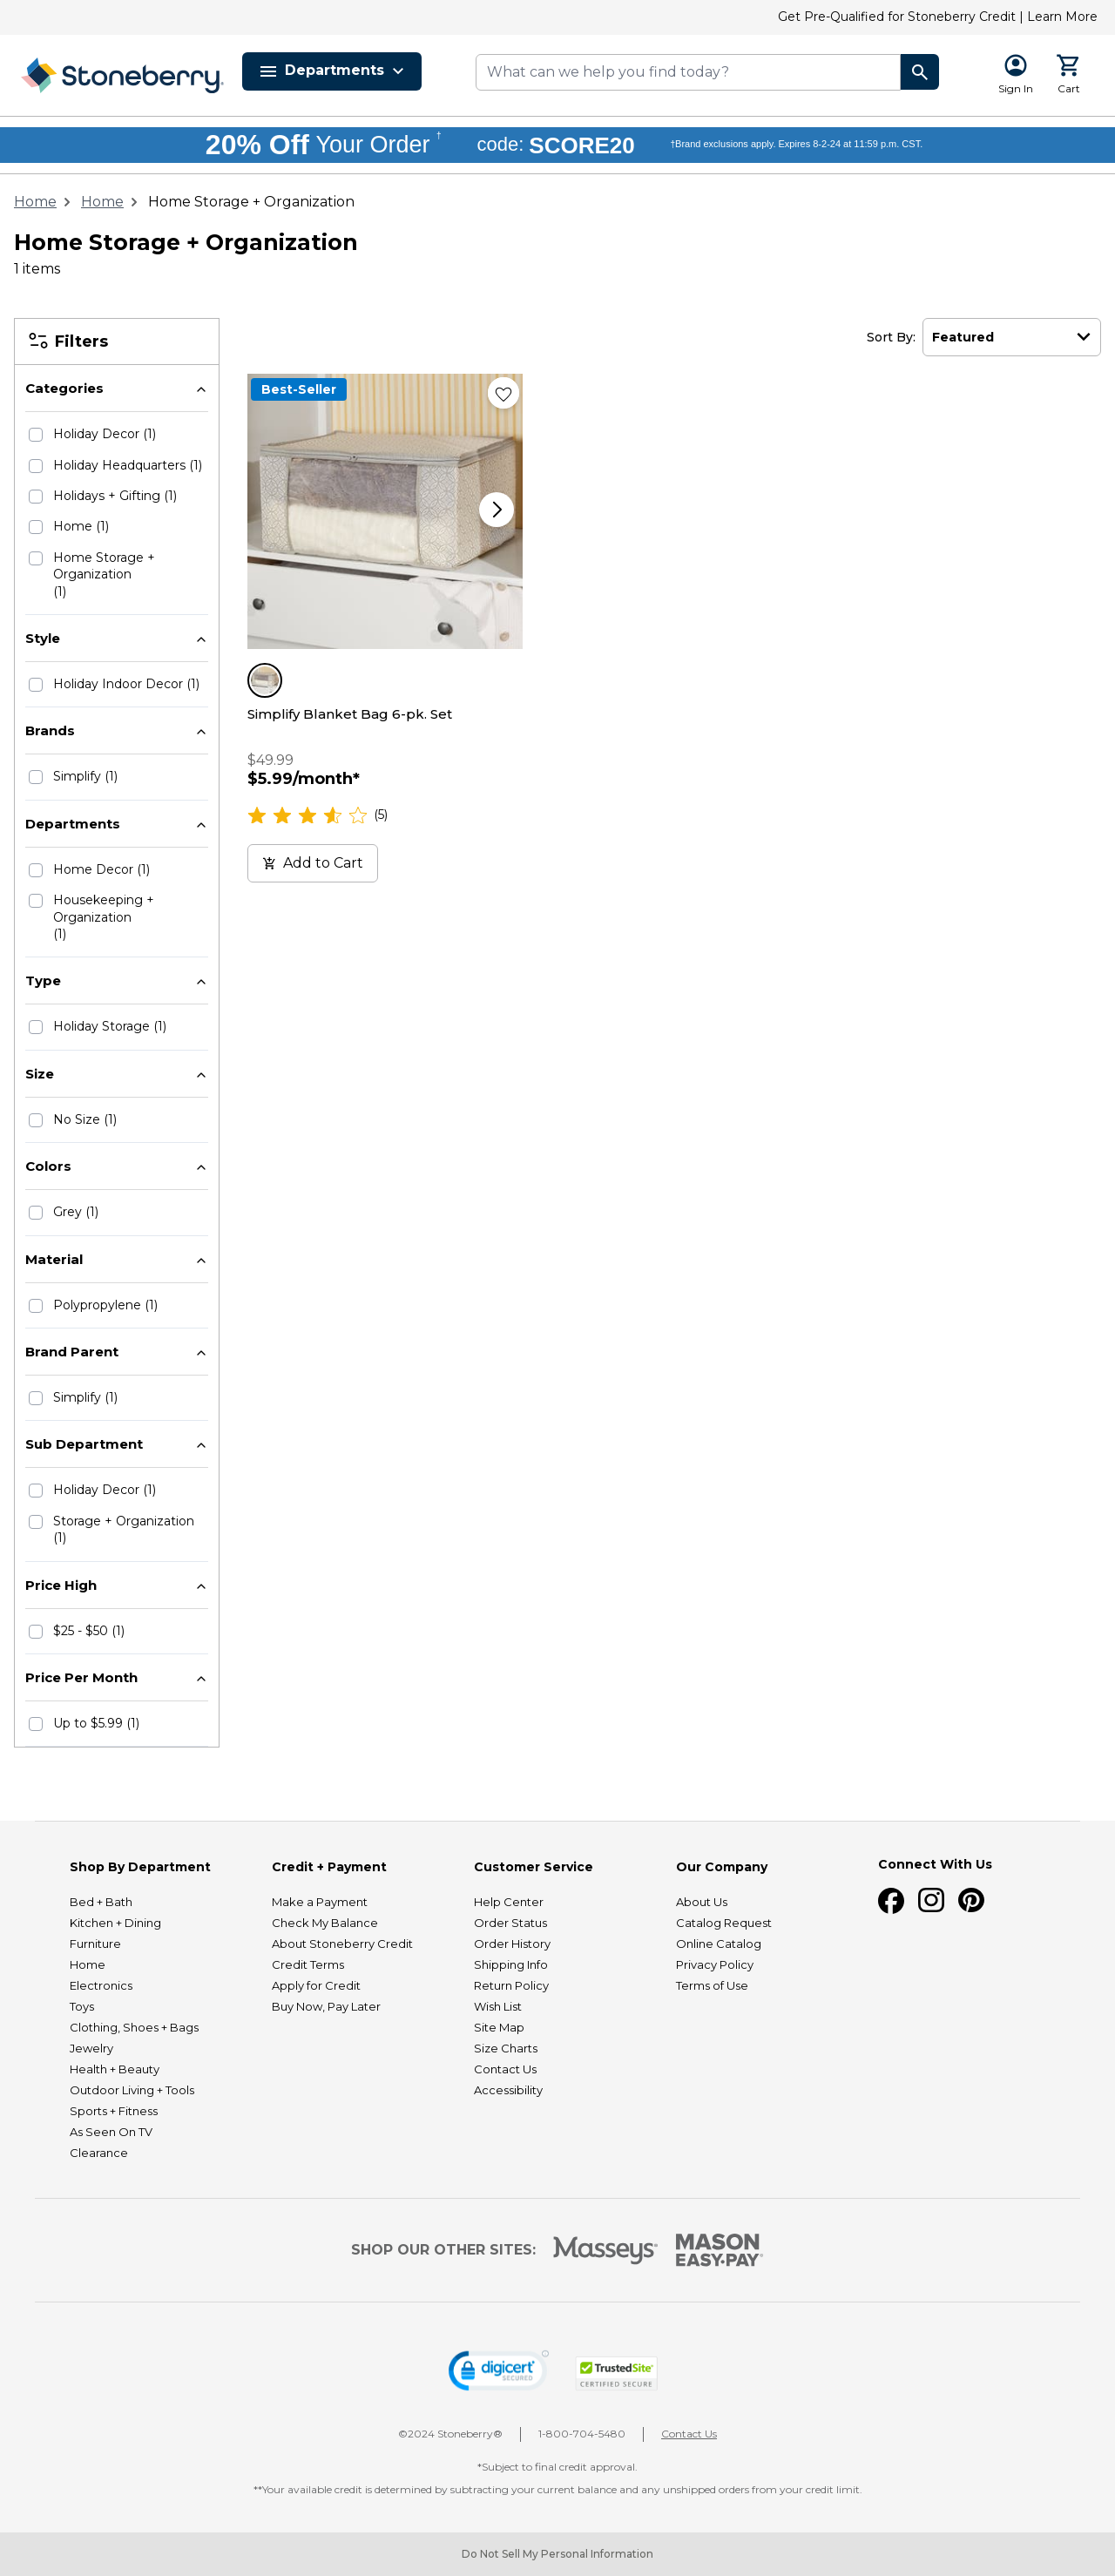 Get Pre-Qualified for Stoneberry Credit | Learn More
Stoneberry.
Departments
What can we help you find today?
Sign In
Cart
20% Off Your Order †
code: SCORE20
†Brand exclusions apply. Expires 8-2-24 at 11:59 p.m. CST.
Home
Home
Home Storage + Organization
Home Storage + Organization
1 items
Filters
Sort By:
Featured
Categories
Holiday Decor (1)
Holiday Headquarters (1)
Holidays + Gifting (1)
Home (1)
Home Storage +
Organization
(1)
Style
Holiday Indoor Decor (1)
Brands
Simplify (1)
Departments
Home Decor (1)
Housekeeping +
Organization
(1)
Type
Holiday Storage (1)
Size
No Size (1)
Colors
Grey (1)
Material
Polypropylene (1)
Brand Parent
Simplify (1)
Sub Department
Holiday Decor (1)
Storage + Organization
(1)
Price High
$25 - $50 (1)
Price Per Month
Up to $5.99 (1)
Best-Seller
Simplify Blanket Bag 6-pk. Set
$49.99
$5.99/month*
(5)
Add to Cart
Shop By Department
Bed + Bath
Kitchen + Dining
Furniture
Home
Electronics
Toys
Clothing, Shoes + Bags
Jewelry
Health + Beauty
Outdoor Living + Tools
Sports + Fitness
As Seen On TV
Clearance
Credit + Payment
Make a Payment
Check My Balance
About Stoneberry Credit
Credit Terms
Apply for Credit
Buy Now, Pay Later
Customer Service
Help Center
Order Status
Order History
Shipping Info
Return Policy
Wish List
Site Map
Size Charts
Contact Us
Accessibility
Our Company
About Us
Catalog Request
Online Catalog
Privacy Policy
Terms of Use
Connect With Us
SHOP OUR OTHER SITES:
Masseys
MASON
EASY-PAY
digicert
SECURED
TrustedSite
CERTIFIED SECURE
©2024 Stoneberry®
1-800-704-5480
Contact Us
*Subject to final credit approval.
**Your available credit is determined by subtracting your current balance and any unshipped orders from your credit limit.
Do Not Sell My Personal Information